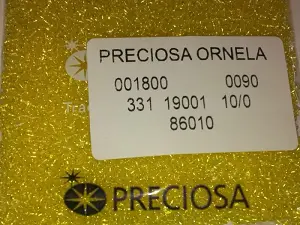 PRECIOSA ORNELA
001800 0090
331 19001 10/0
86010
PRECIOSA